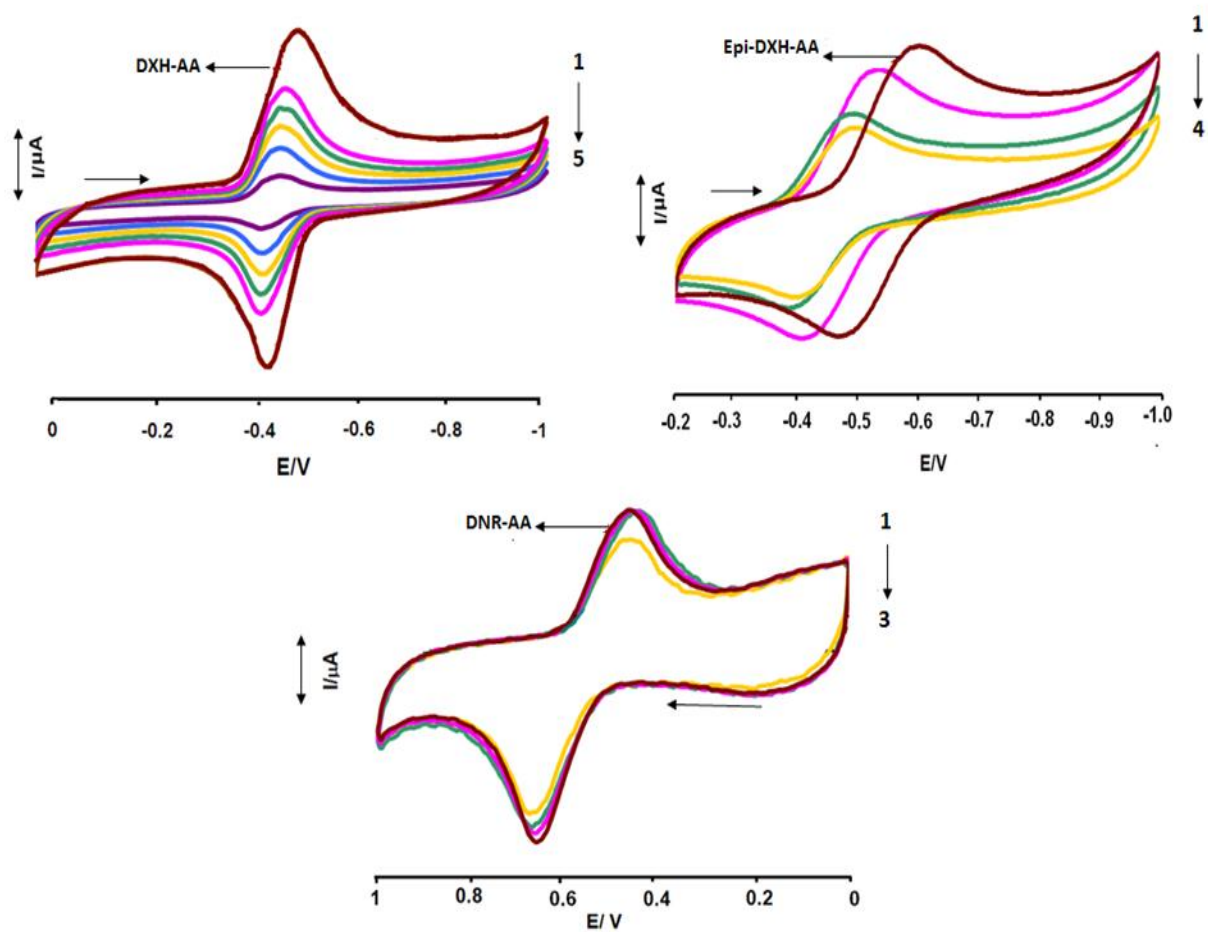 DXH-AA
1
5
I/μA
0 -0.2 -0.4 -0.6 -0.8 -1
E/V
Epi-DXH-AA
1
4
I/μA
-0.2 -0.3 -0.4 -0.5 -0.6 -0.7 -0.8 -0.9 -1.0
E/V
DNR-AA
1
3
I/μA
1 0.8 0.6 0.4 0.2 0
E/ V